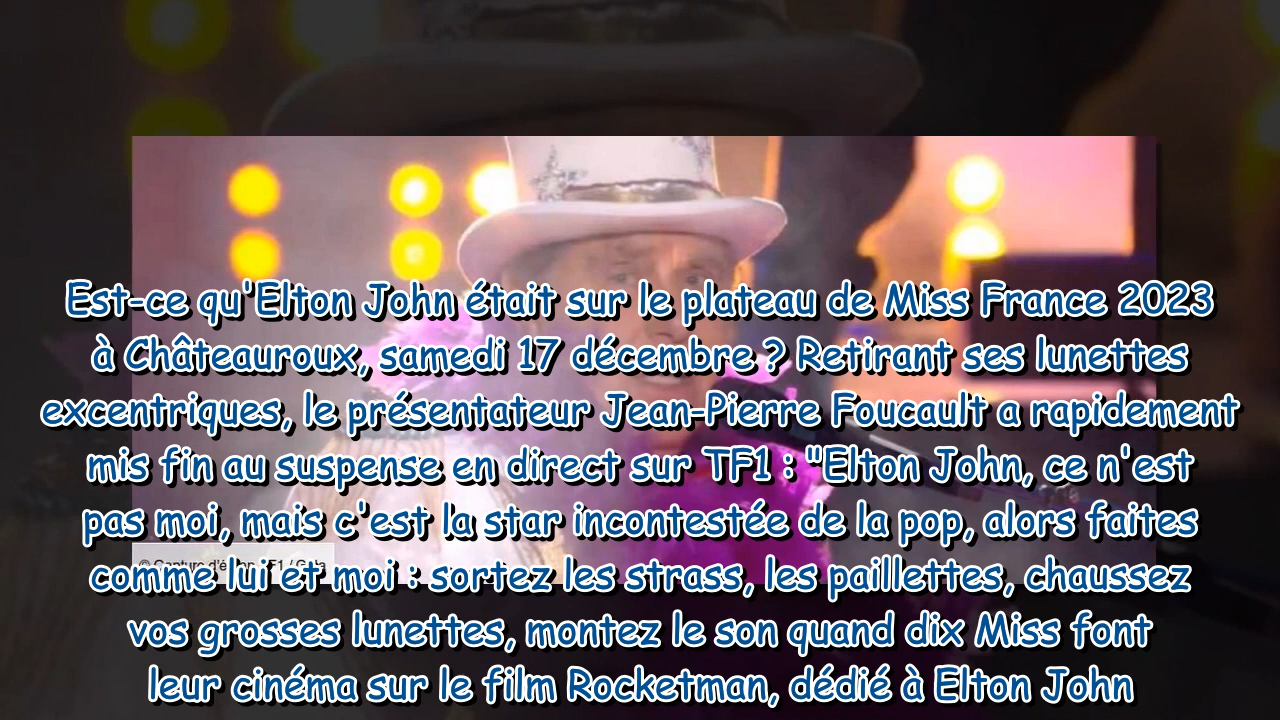 Est-ce qu'Elton John était sur le plateau de Miss France 2023
à Châteauroux, samedi 17 décembre ? Retirant ses lunettes
excentriques, le présentateur Jean-Pierre Foucault a rapidement
mis fin au suspense en direct sur TF1 : "Elton John, ce n'est
pas moi, mais c'est la star incontestée de la pop, alors faites
© Capture d'écran TF1 / Gala
comme lui et moi : sortez les strass, les paillettes, chaussez
vos grosses lunettes, montez le son quand dix Miss font
leur cinéma sur le film Rocketman, dédié à Elton John